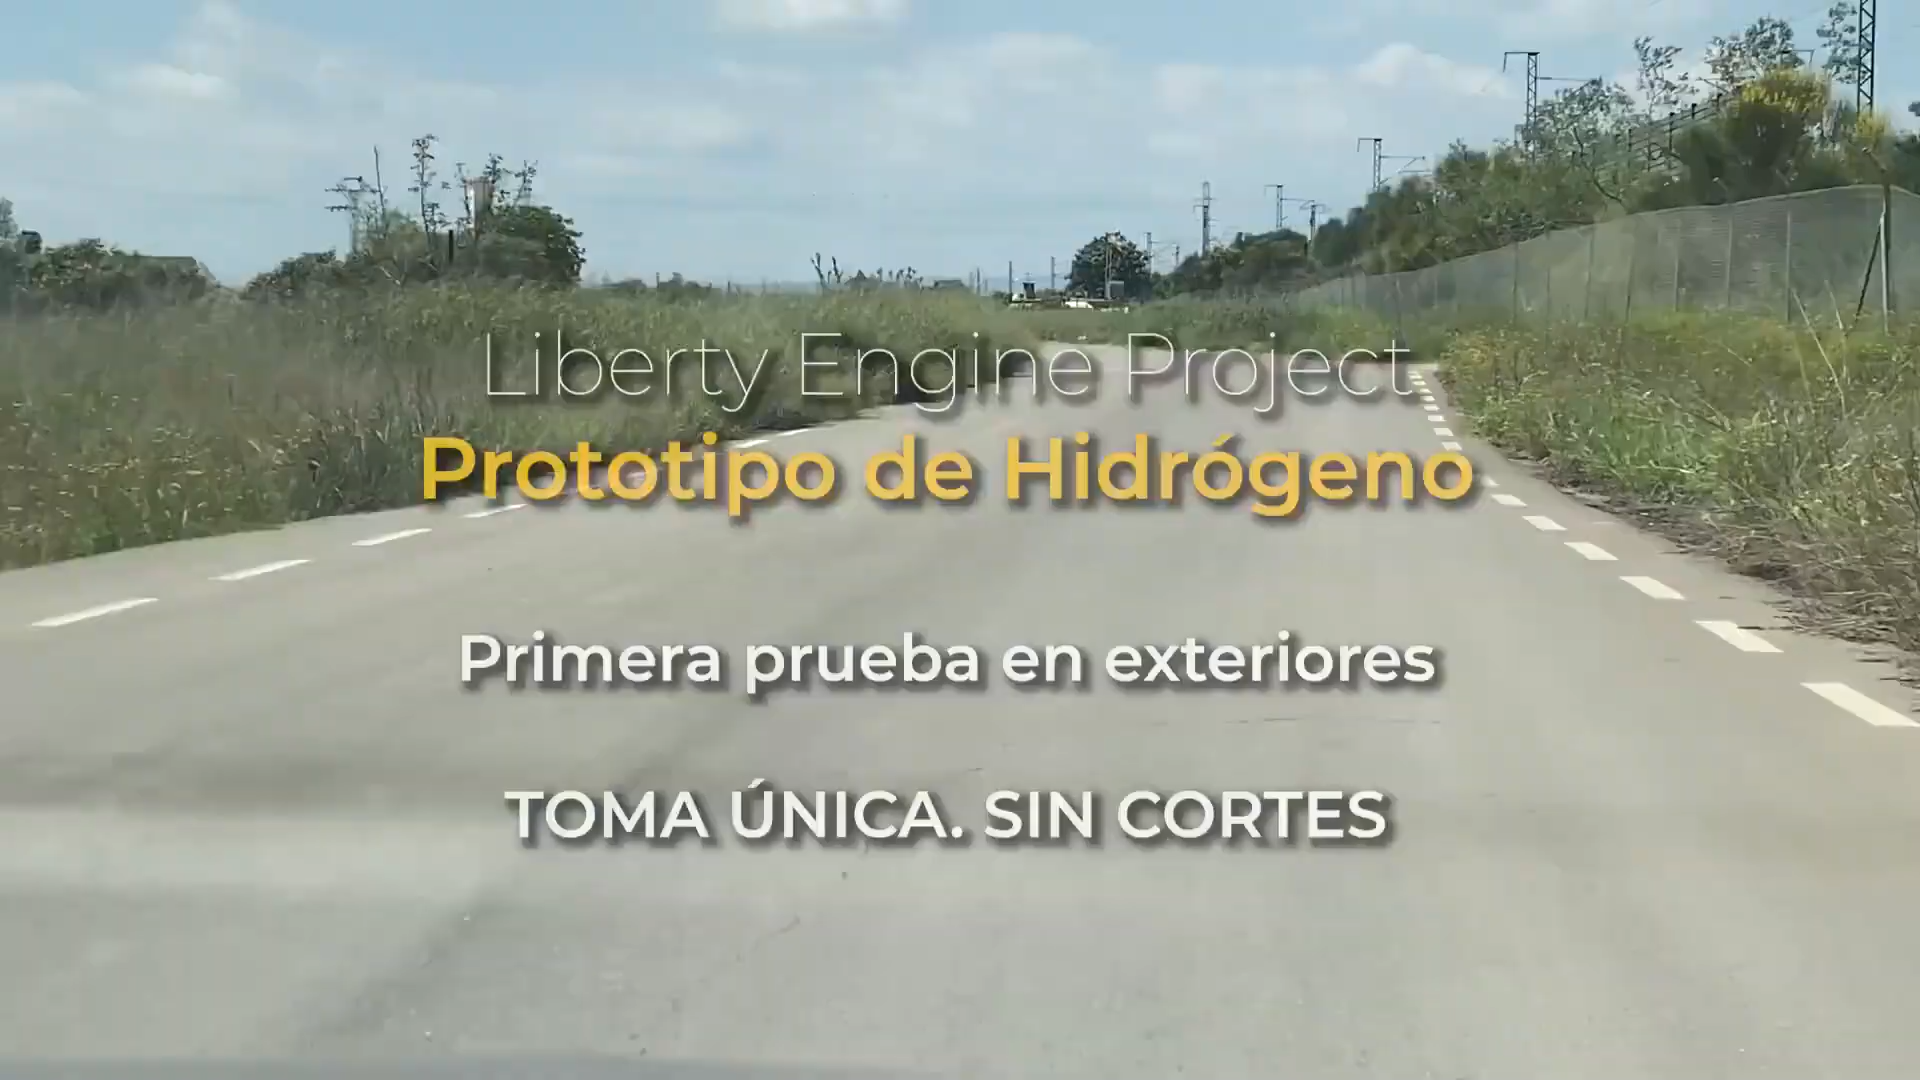 Liberty Engine Project
Prototipo de Hidrógeno
Primera prueba en exteriores
TOMA ÚNICA. SIN CORTES